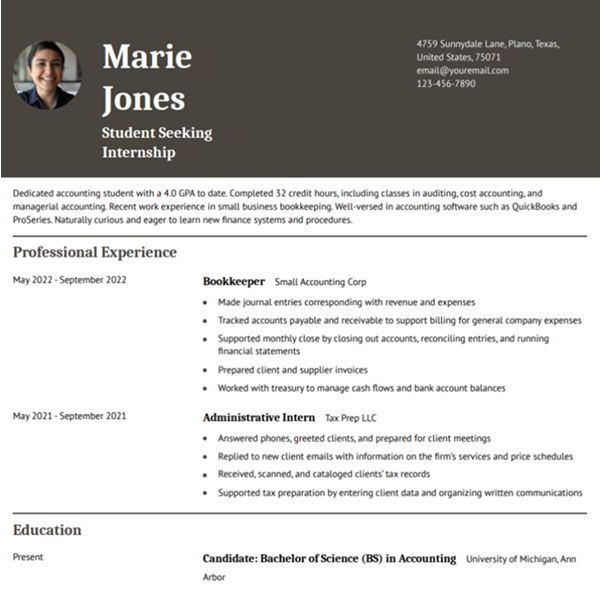 Marie
Jones
Student Seeking
Internship
4759 Sunnydale Lane, Plano, Texas,
United States, 75071
email@youremail.com
123-456-7890
Dedicated accounting student with a 4.0 GPA to date. Completed 32 credit hours, including classes in auditing, cost accounting, and
managerial accounting. Recent work experience in small business bookkeeping. Well-versed in accounting software such as QuickBooks and
ProSeries. Naturally curious and eager to learn new finance systems and procedures.
Professional Experience
May 2022 - September 2022
Bookkeeper Small Accounting Corp
• Made journal entries corresponding with revenue and expenses
• Tracked accounts payable and receivable to support billing for general company expenses
• Supported monthly close by closing out accounts, reconciling entries, and running
financial statements
• Prepared client and supplier invoices
• Worked with treasury to manage cash flows and bank account balances
May 2021 - September 2021
Administrative Intern Tax Prep LLC
• Answered phones, greeted clients, and prepared for client meetings
• Replied to new client emails with information on the firm's services and price schedules
• Received, scanned, and cataloged clients' tax records
• Supported tax preparation by entering client data and organizing written communications
Education
Present
Candidate: Bachelor of Science (BS) in Accounting University of Michigan, Ann
Arbor